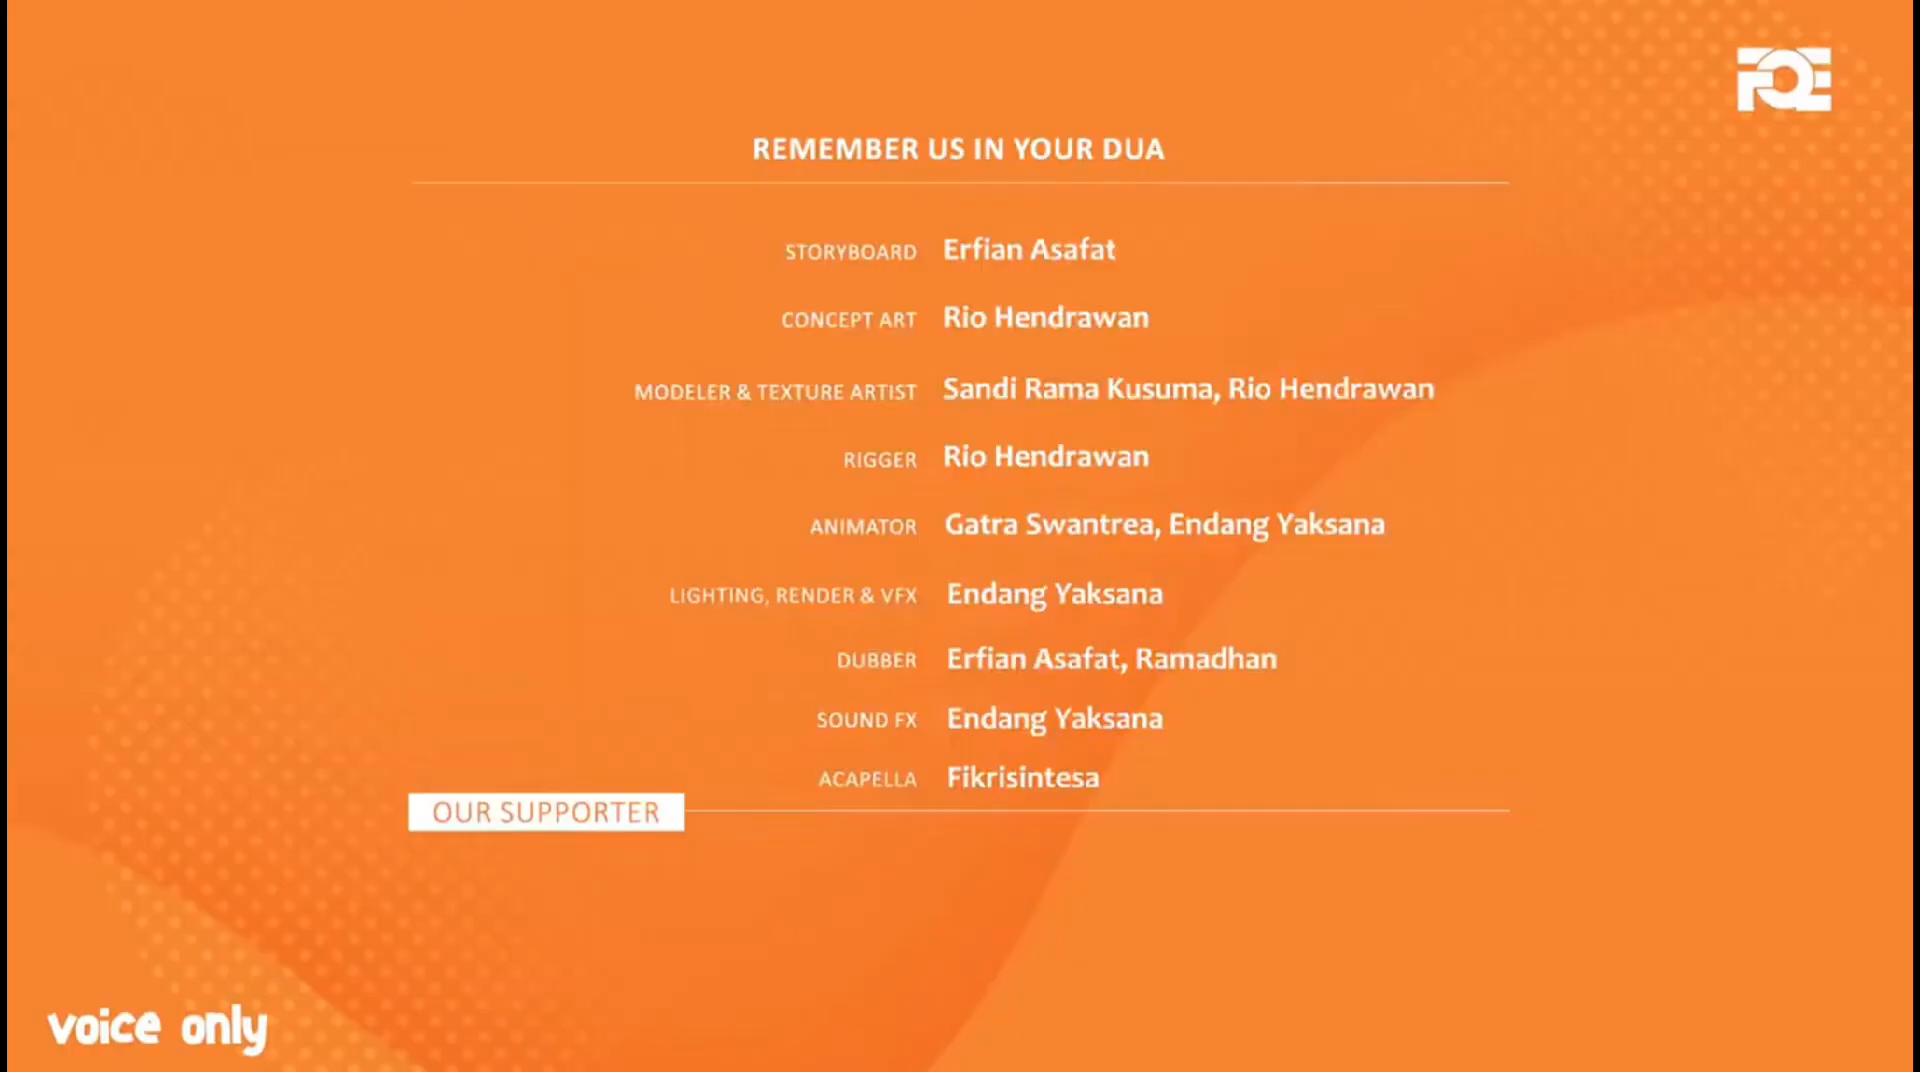 FQE
REMEMBER US IN YOUR DUA
STORYBOARD Erfian Asafat
CONCEPT ART Rio Hendrawan
MODELER & TEXTURE ARTIST Sandi Rama Kusuma, Rio Hendrawan
RIGGER Rio Hendrawan
ANIMATOR Gatra Swantrea, Endang Yaksana
LIGHTING, RENDER & VFX Endang Yaksana
DUBBER Erfian Asafat, Ramadhan
SOUND FX Endang Yaksana
ACAPELLA Fikrisintesa
OUR SUPPORTER
voice only